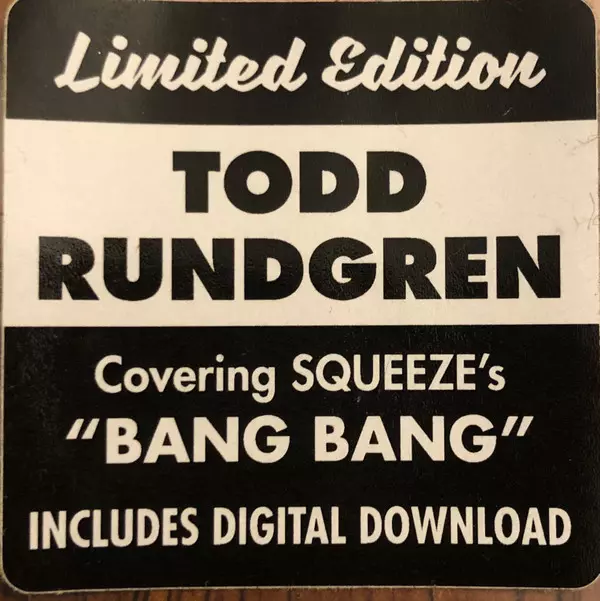 Limited Edition
TODD
RUNDGREN
Covering SQUEEZE's
"BANG BANG"
INCLUDES DIGITAL DOWNLOAD